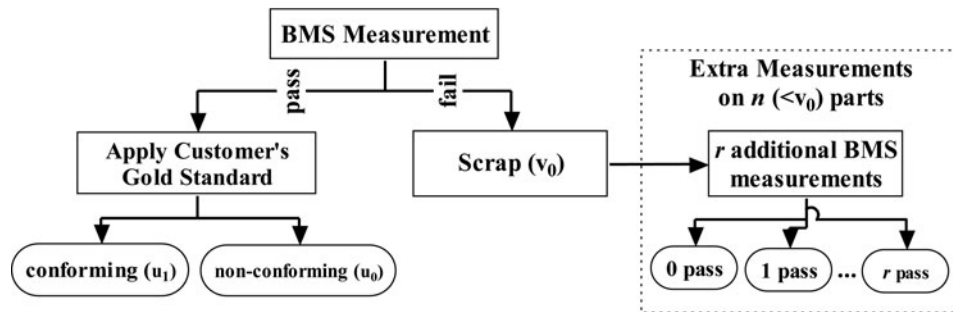 BMS Measurement
pass
fail
Apply Customer's
Gold Standard
Scrap (v₀)
conforming (u₁)
non-conforming (u₀)
Extra Measurements
on n (<v₀) parts
r additional BMS
measurements
0 pass
1 pass
...
r pass